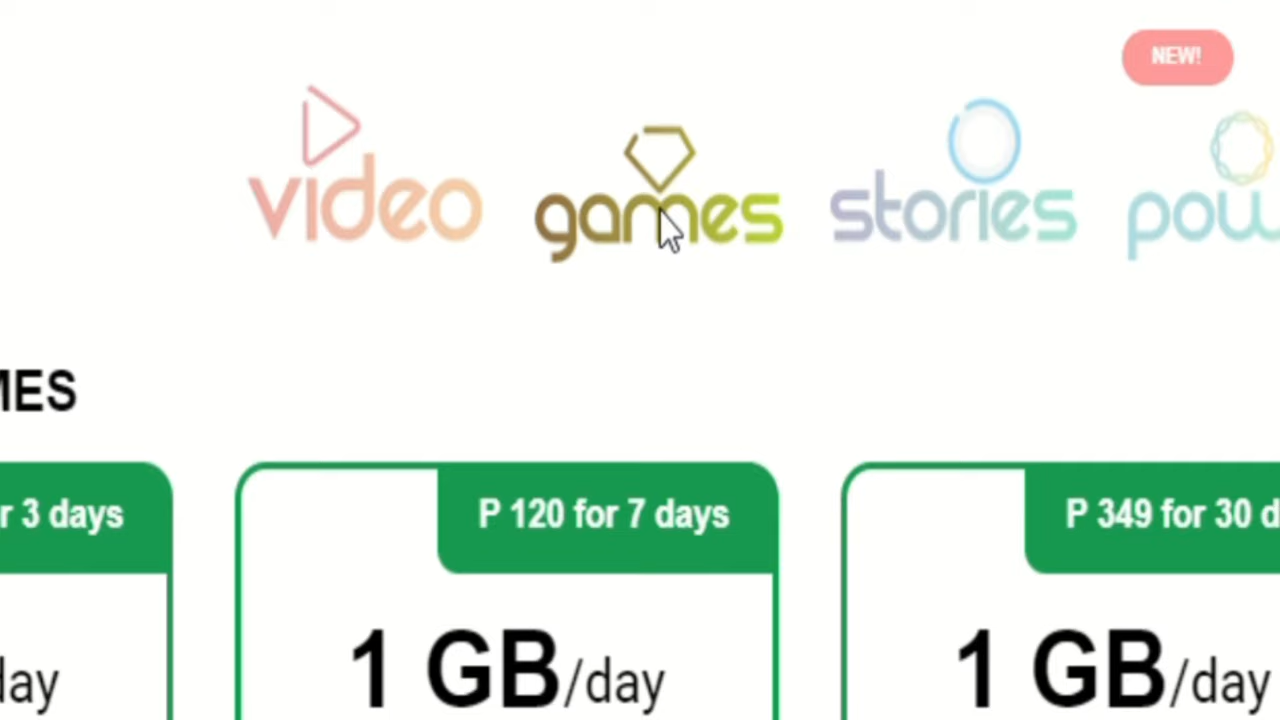 NEW!
video
games
stories
pow
MES
r 3 days
P 120 for 7 days
P 349 for 30 d
day
1 GB/day
1 GB/day